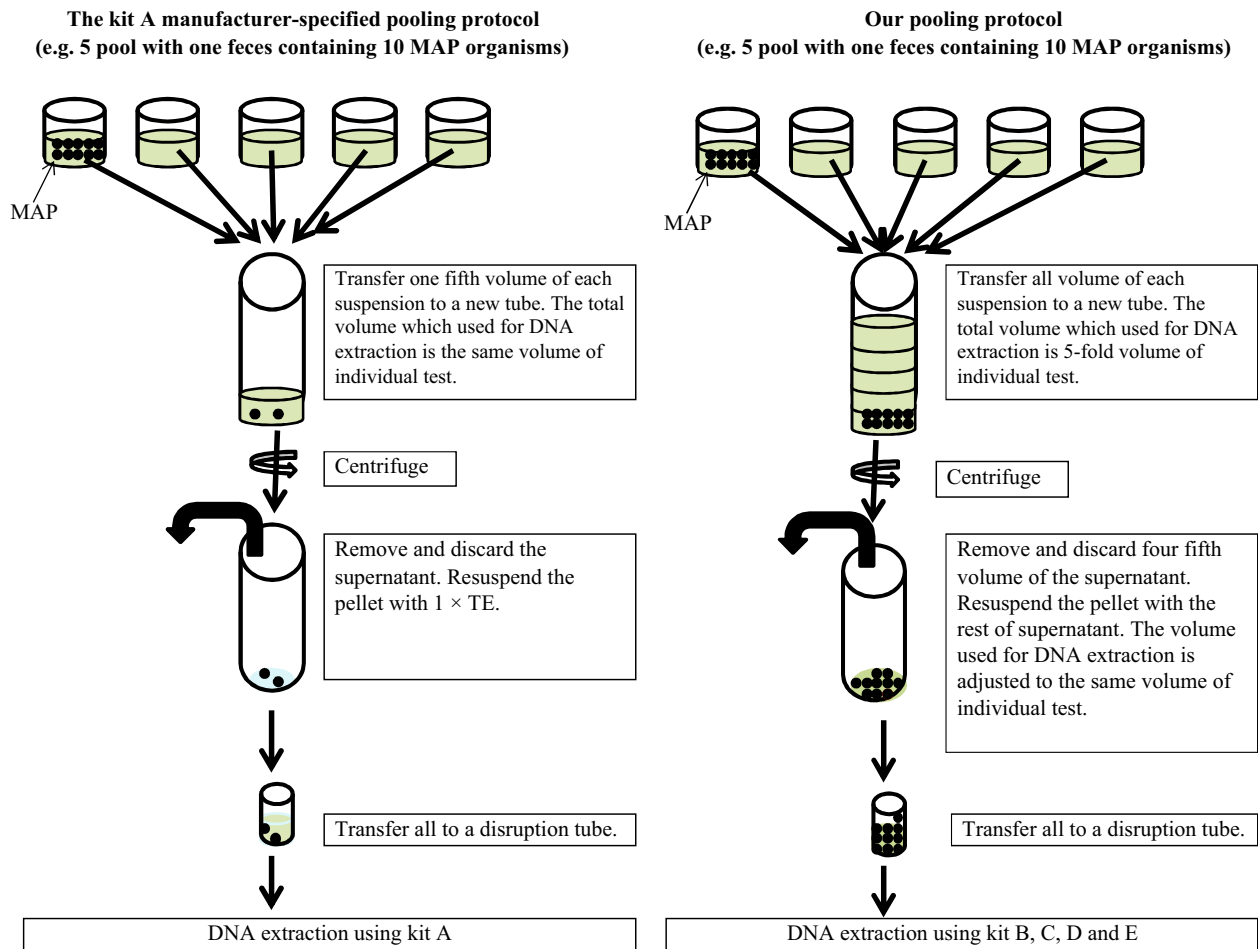 The kit A manufacturer-specified pooling protocol
(e.g. 5 pool with one feces containing 10 MAP organisms)
MAP
Transfer one fifth volume of each
suspension to a new tube. The total
volume which used for DNA
extraction is the same volume of
individual test.
Centrifuge
Remove and discard the
supernatant. Resuspend the
pellet with 1 × TE.
Transfer all to a disruption tube.
DNA extraction using kit A
Our pooling protocol
(e.g. 5 pool with one feces containing 10 MAP organisms)
MAP
Transfer all volume of each
suspension to a new tube. The
total volume which used for DNA
extraction is 5-fold volume of
individual test.
Centrifuge
Remove and discard four fifth
volume of the supernatant.
Resuspend the pellet with the
rest of supernatant. The volume
used for DNA extraction is
adjusted to the same volume of
individual test.
Transfer all to a disruption tube.
DNA extraction using kit B, C, D and E